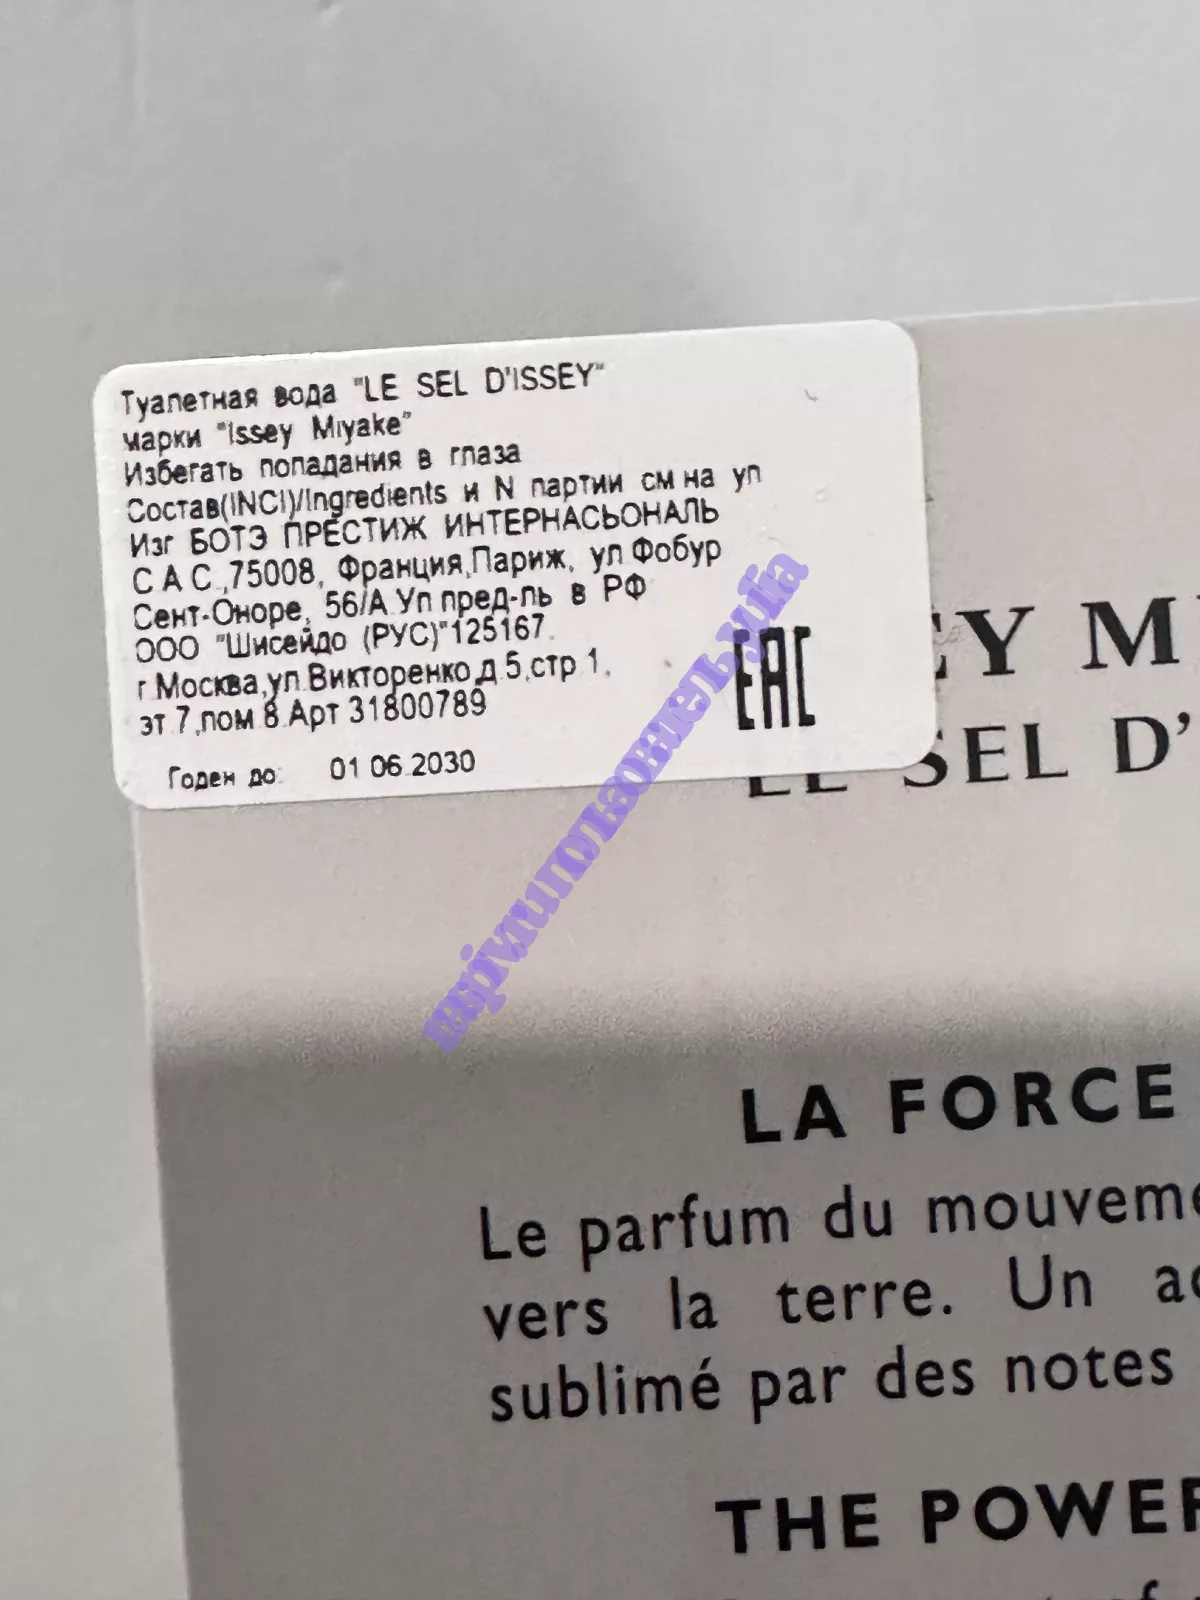 Туалетная вода "LE SEL D'ISSEY"
марки "Issey Miyake"
Избегать попадания в глаза
Состав(INCI)/Ingredients и N партии см на уп
Изг БОТЭ ПРЕСТИЖ ИНТЕРНАСЬОНАЛЬ
С А С ,75008, Франция,Париж, ул Фобур
Сент-Оноре, 56/А Уп пред-ль в РФ
ООО "Шисейдо (РУС)"125167,
г Москва,ул Викторенко,д 5,стр 1,
эт 7,пом 8 Арт 31800789
Годен до: 01 06 2030
EAC
EY M
LE SEL D'
LA FORCE
Le parfum du mouveme
vers la terre. Un ac
sublimé par des notes
THE POWER